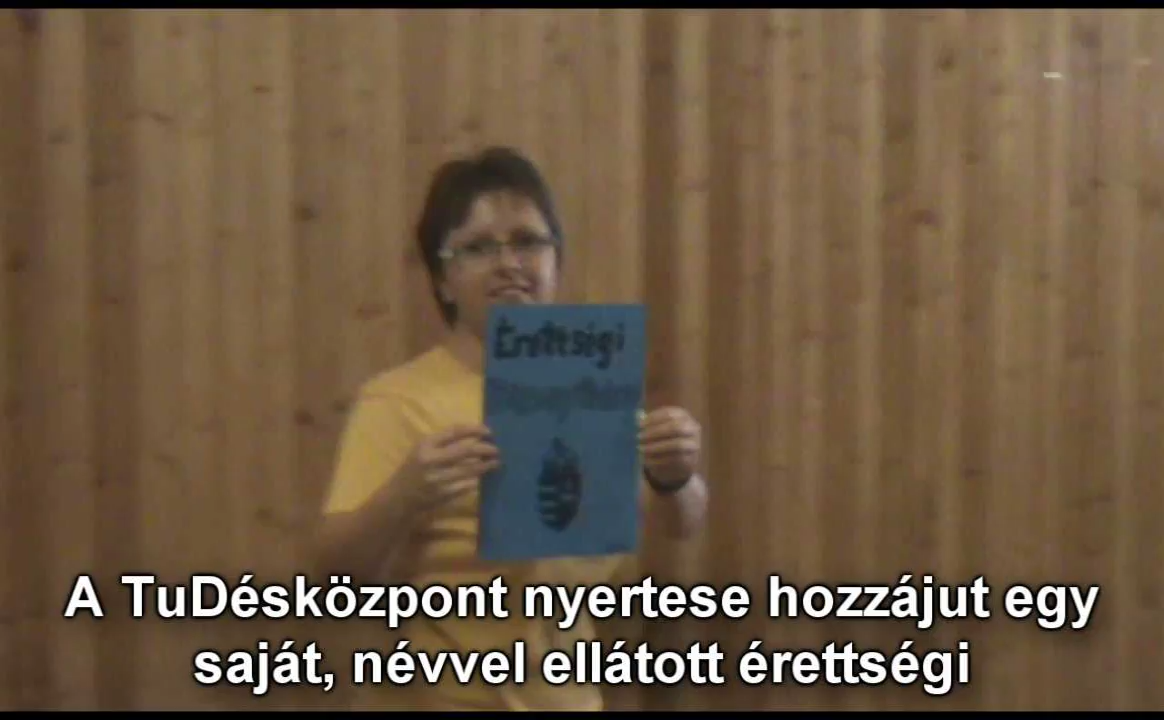 Érettségi
A TuDésközpont nyertese hozzájut egy
saját, névvel ellátott érettségi